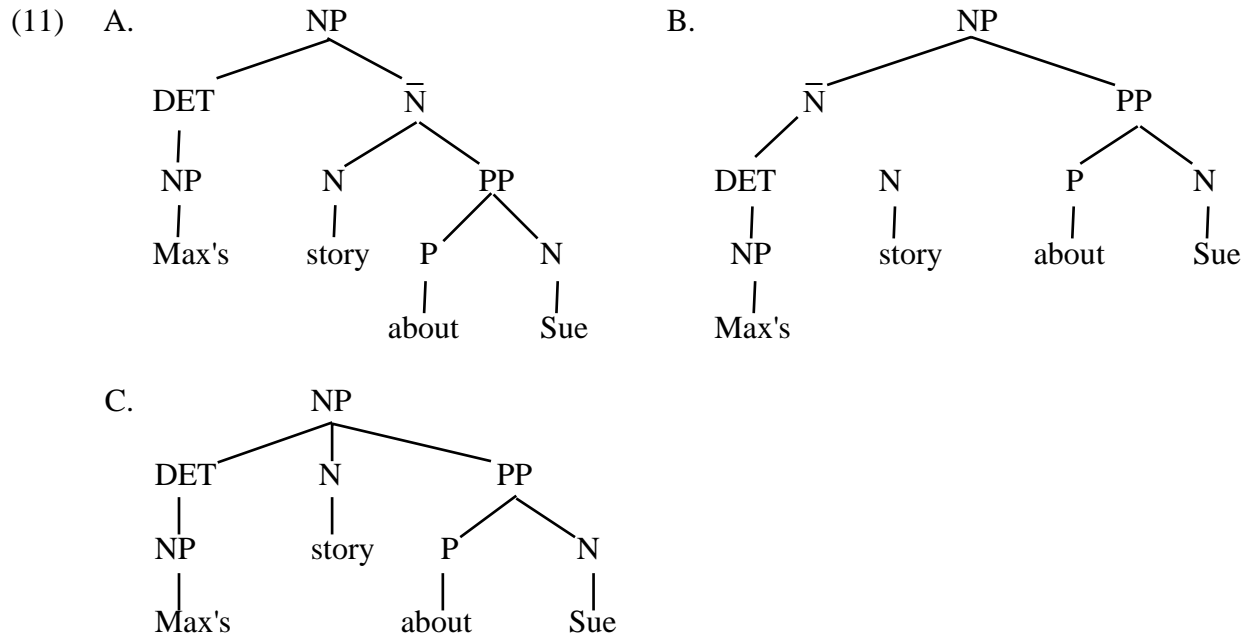 (11) A. NP B. NP
DET N̄ N̄ PP
NP N PP DET N P N
Max's story P N NP story about Sue
about Sue Max's
C. NP
DET N PP
NP story P N
Max's about Sue